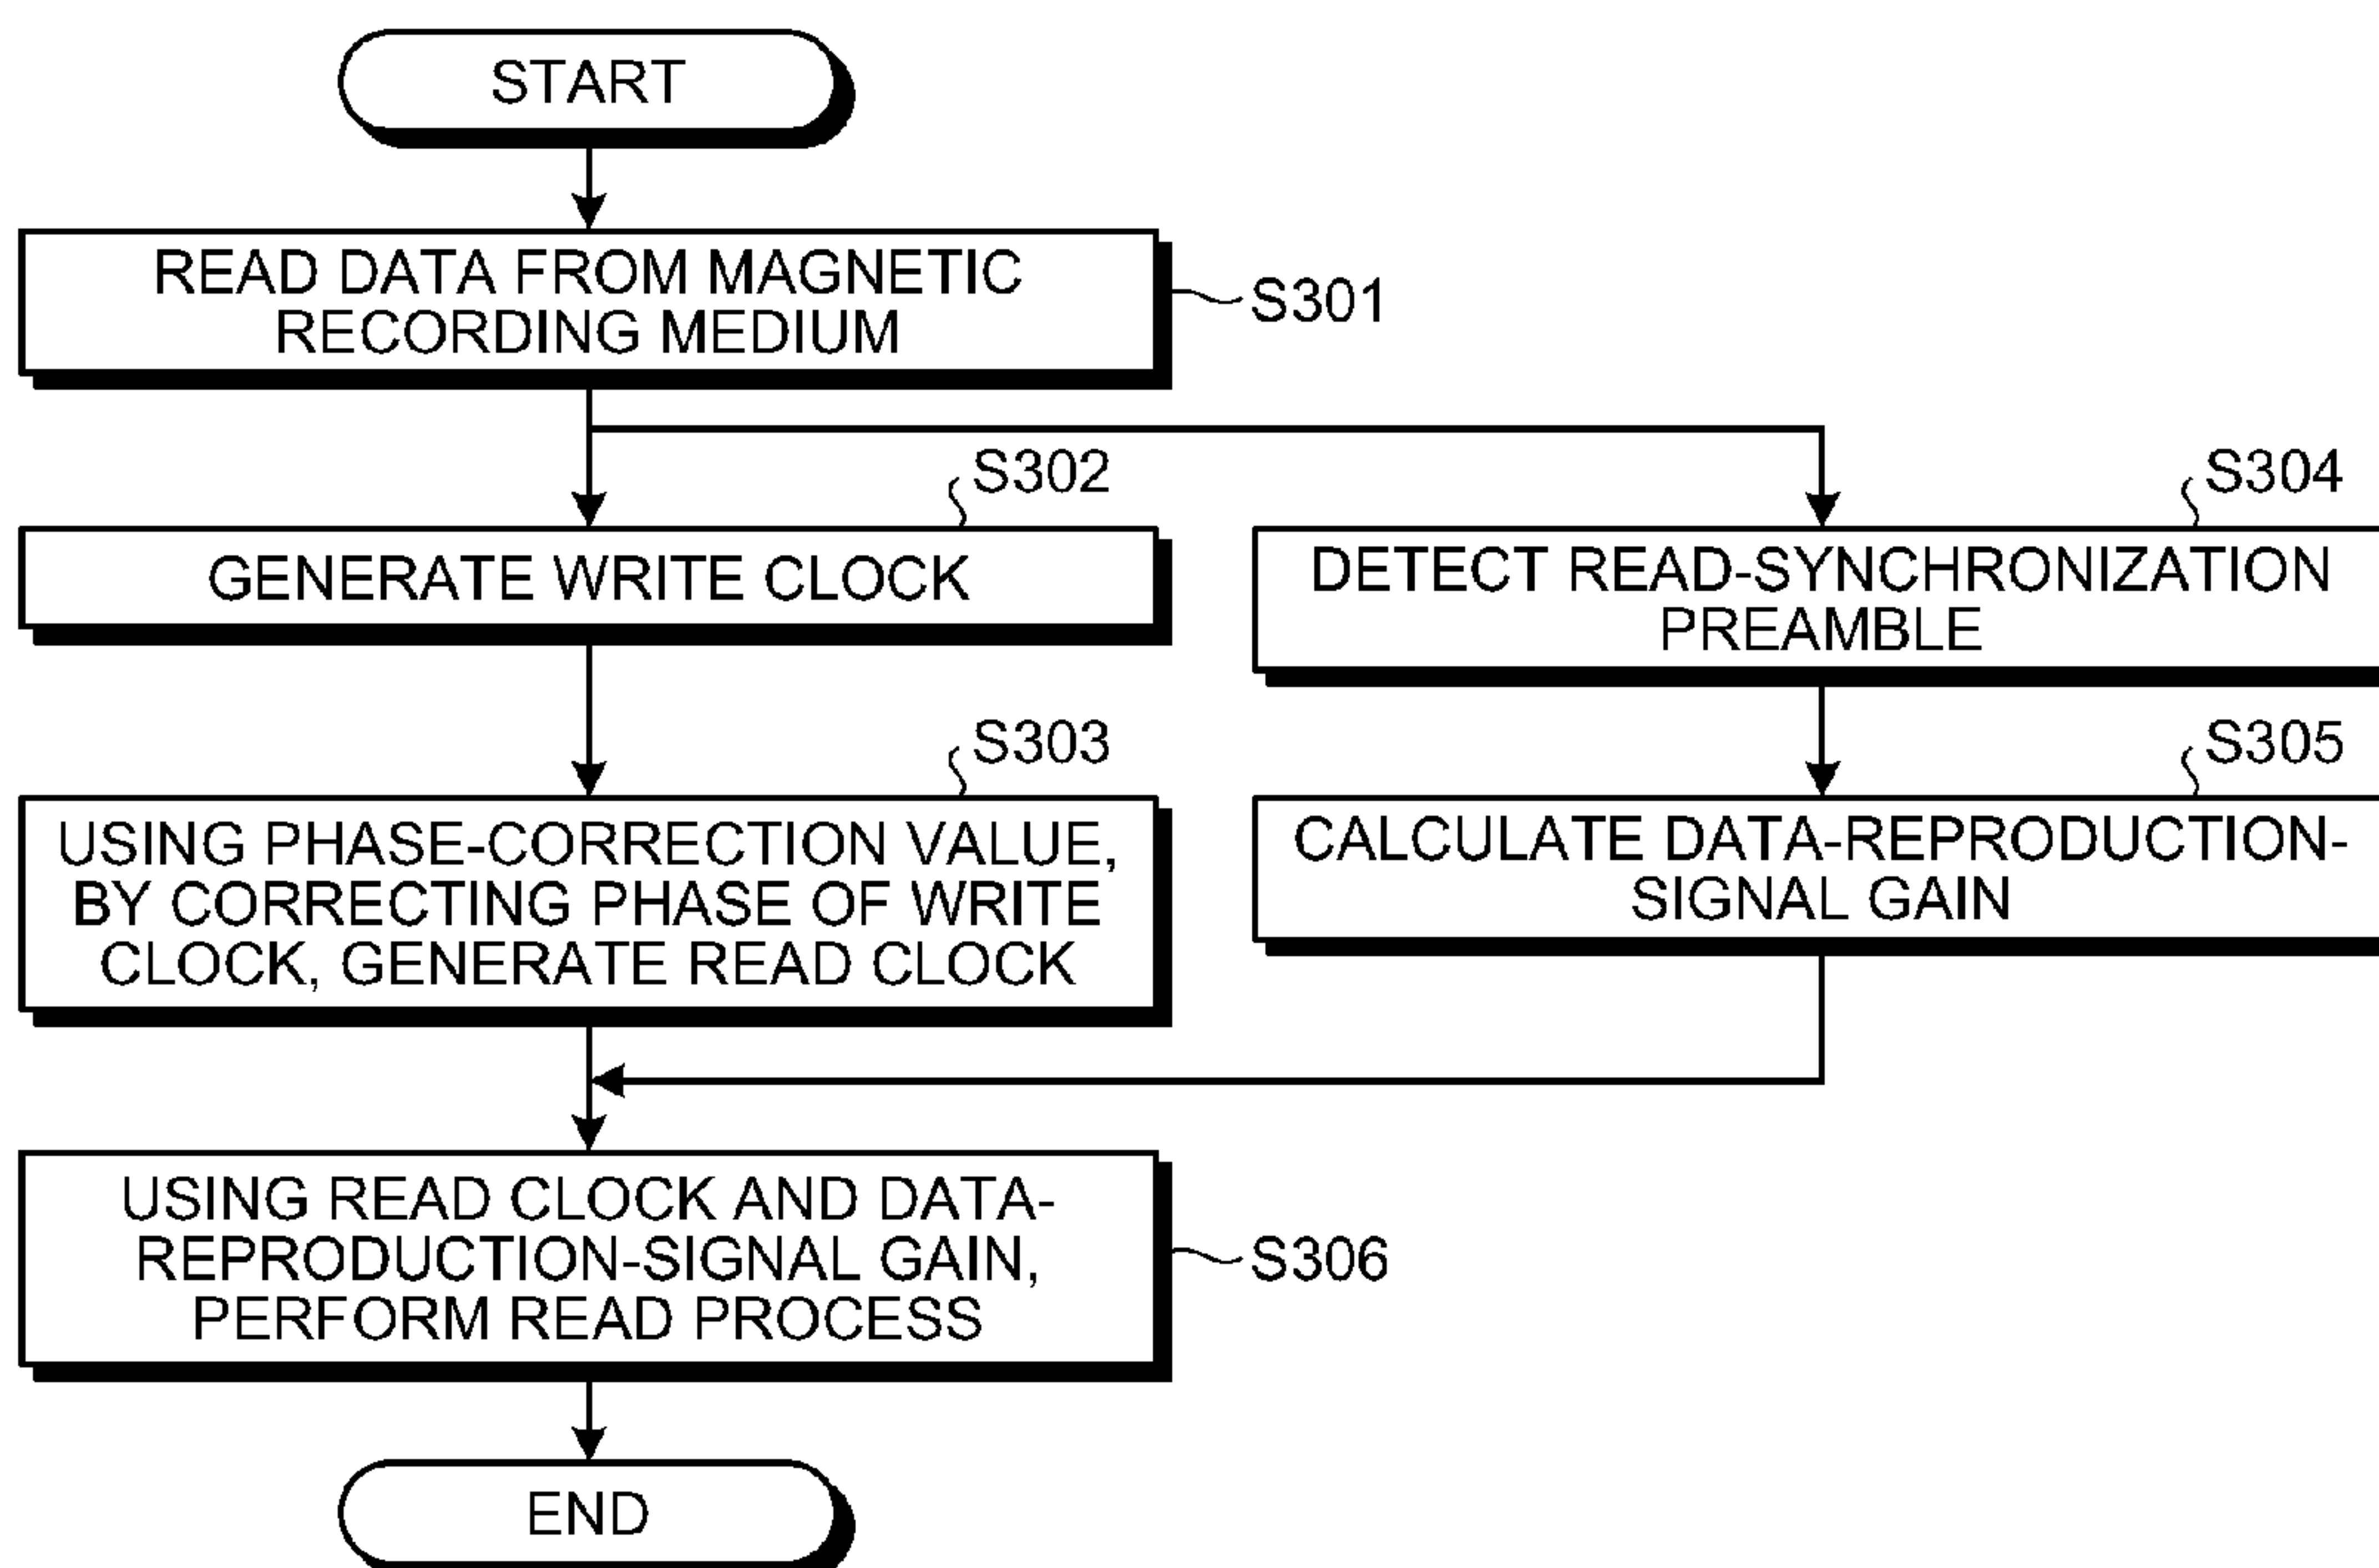 START
READ DATA FROM MAGNETIC
RECORDING MEDIUM
S301
S302
GENERATE WRITE CLOCK
S304
DETECT READ-SYNCHRONIZATION
PREAMBLE
S303
USING PHASE-CORRECTION VALUE,
BY CORRECTING PHASE OF WRITE
CLOCK, GENERATE READ CLOCK
S305
CALCULATE DATA-REPRODUCTION-
SIGNAL GAIN
USING READ CLOCK AND DATA-
REPRODUCTION-SIGNAL GAIN,
PERFORM READ PROCESS
S306
END